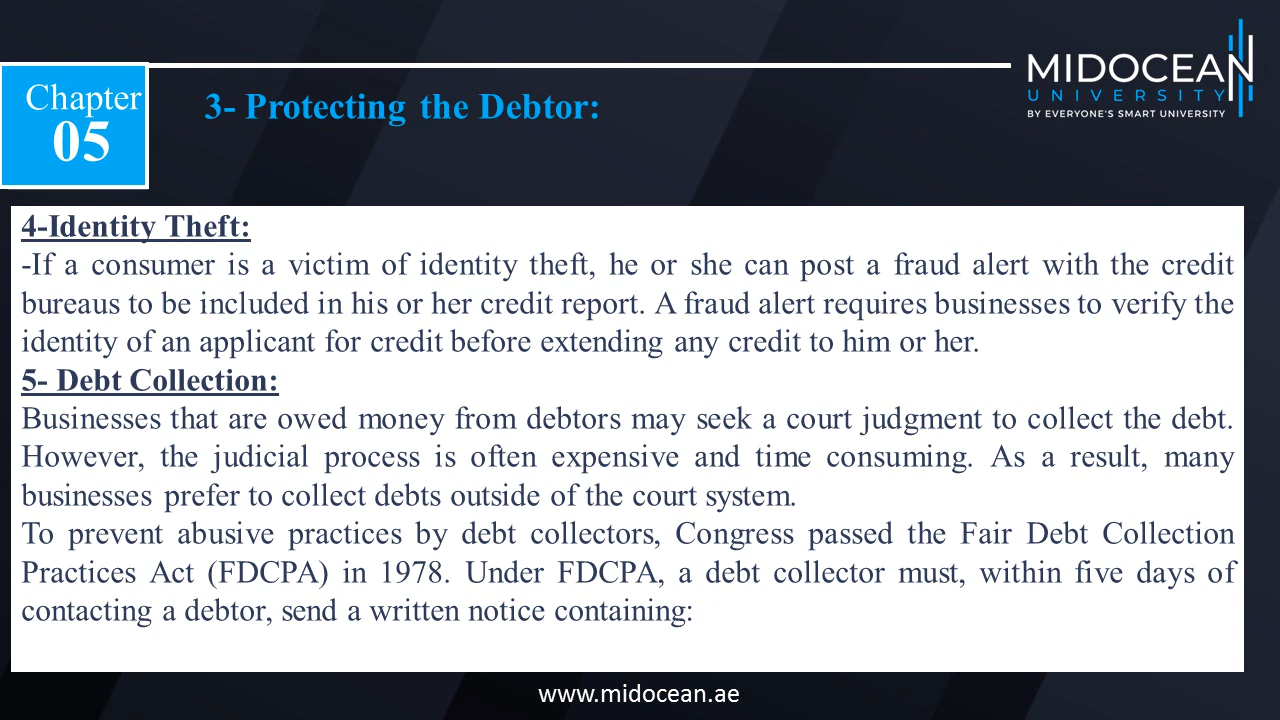 MIDOCEAN
UNIVERSITY
BY EVERYONE'S SMART UNIVERSITY
Chapter
05
3- Protecting the Debtor:
4-Identity Theft:
-If a consumer is a victim of identity theft, he or she can post a fraud alert with the credit
bureaus to be included in his or her credit report. A fraud alert requires businesses to verify the
identity of an applicant for credit before extending any credit to him or her.
5- Debt Collection:
Businesses that are owed money from debtors may seek a court judgment to collect the debt.
However, the judicial process is often expensive and time consuming. As a result, many
businesses prefer to collect debts outside of the court system.
To prevent abusive practices by debt collectors, Congress passed the Fair Debt Collection
Practices Act (FDCPA) in 1978. Under FDCPA, a debt collector must, within five days of
contacting a debtor, send a written notice containing:
www.midocean.ae